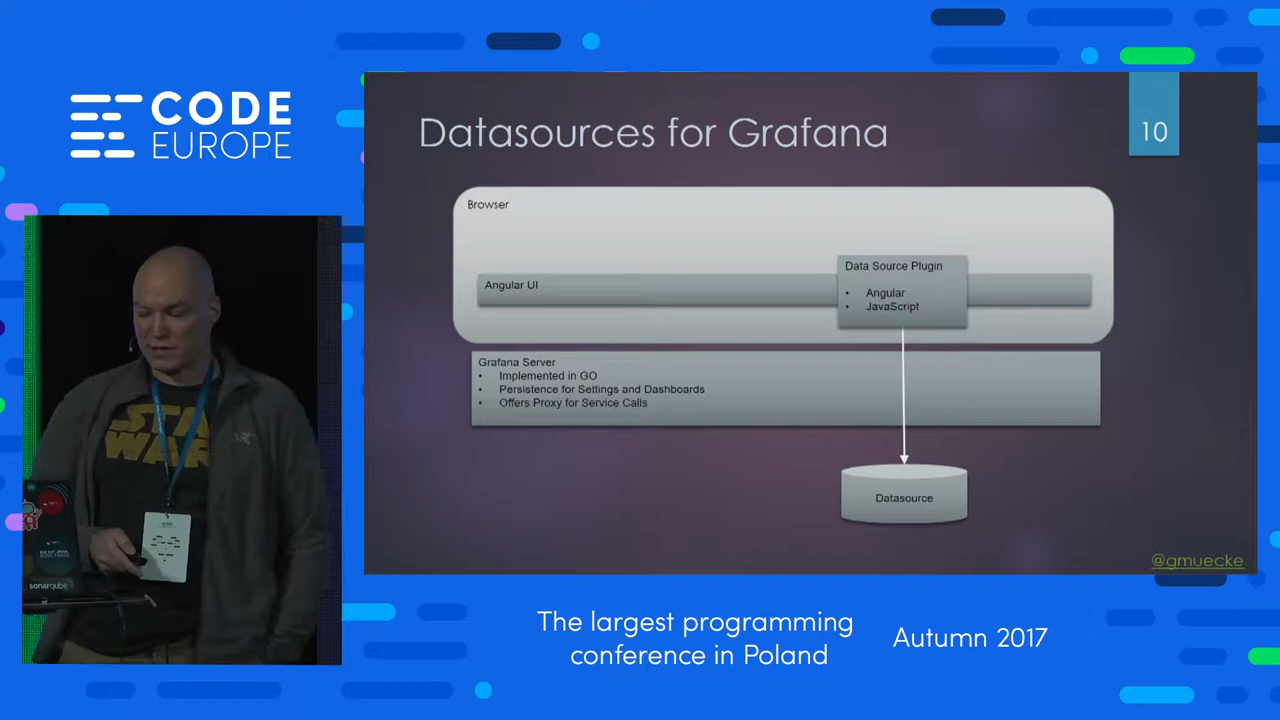 CODE
EUROPE
Datasources for Grafana
10
Browser
Angular UI
Data Source Plugin
• Angular
• JavaScript
Grafana Server
• Implemented in GO
• Persistence for Settings and Dashboards
• Offers Proxy for Service Calls
Datasource
@gmuecke
STAR
WARS
sonarqube
The largest programming
conference in Poland
Autumn 2017